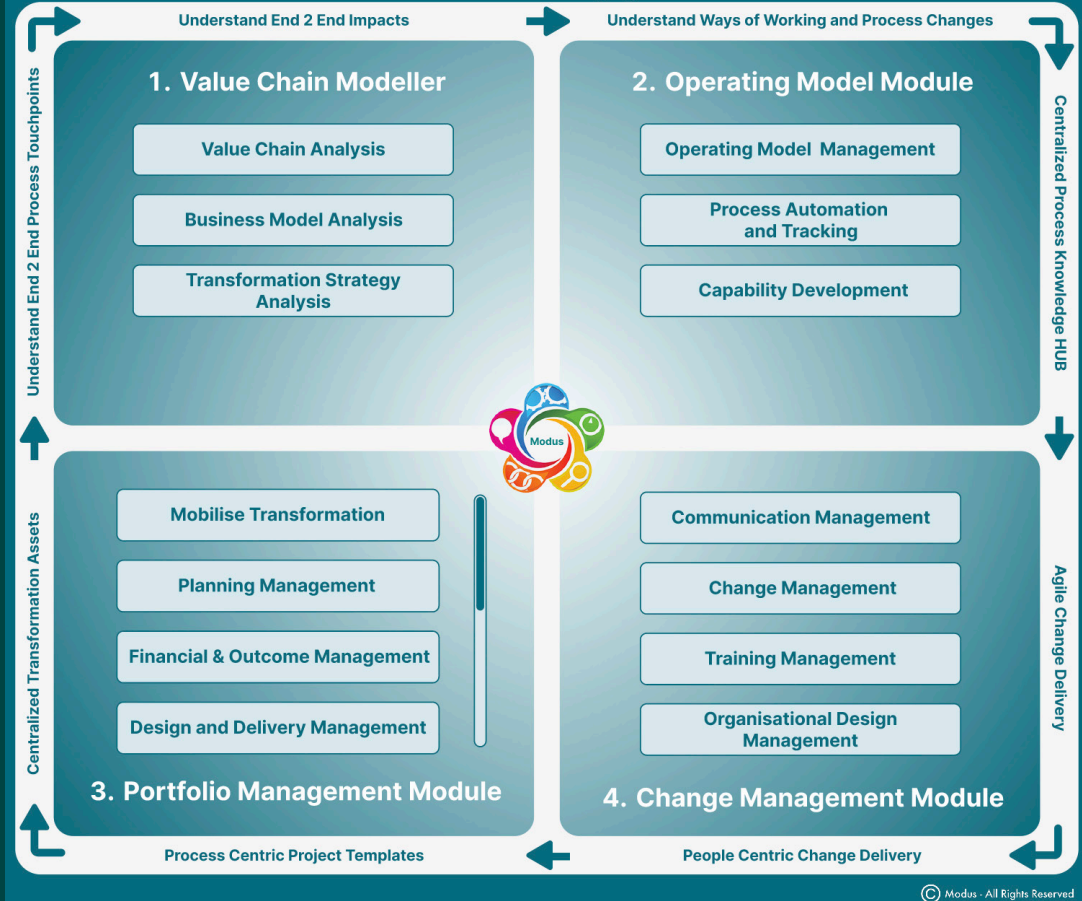 Understand End 2 End Impacts
Understand Ways of Working and Process Changes
Understand End 2 End Process Touchpoints
1. Value Chain Modeller
Value Chain Analysis
Business Model Analysis
Transformation Strategy
Analysis
2. Operating Model Module
Operating Model Management
Process Automation
and Tracking
Capability Development
Centralized Process Knowledge HUB
Modus
Centralized Transformation Assets
Mobilise Transformation
Planning Management
Financial & Outcome Management
Design and Delivery Management
3. Portfolio Management Module
Communication Management
Change Management
Training Management
Organisational Design
Management
4. Change Management Module
Agile Change Delivery
Process Centric Project Templates
People Centric Change Delivery
© Modus - All Rights Reserved